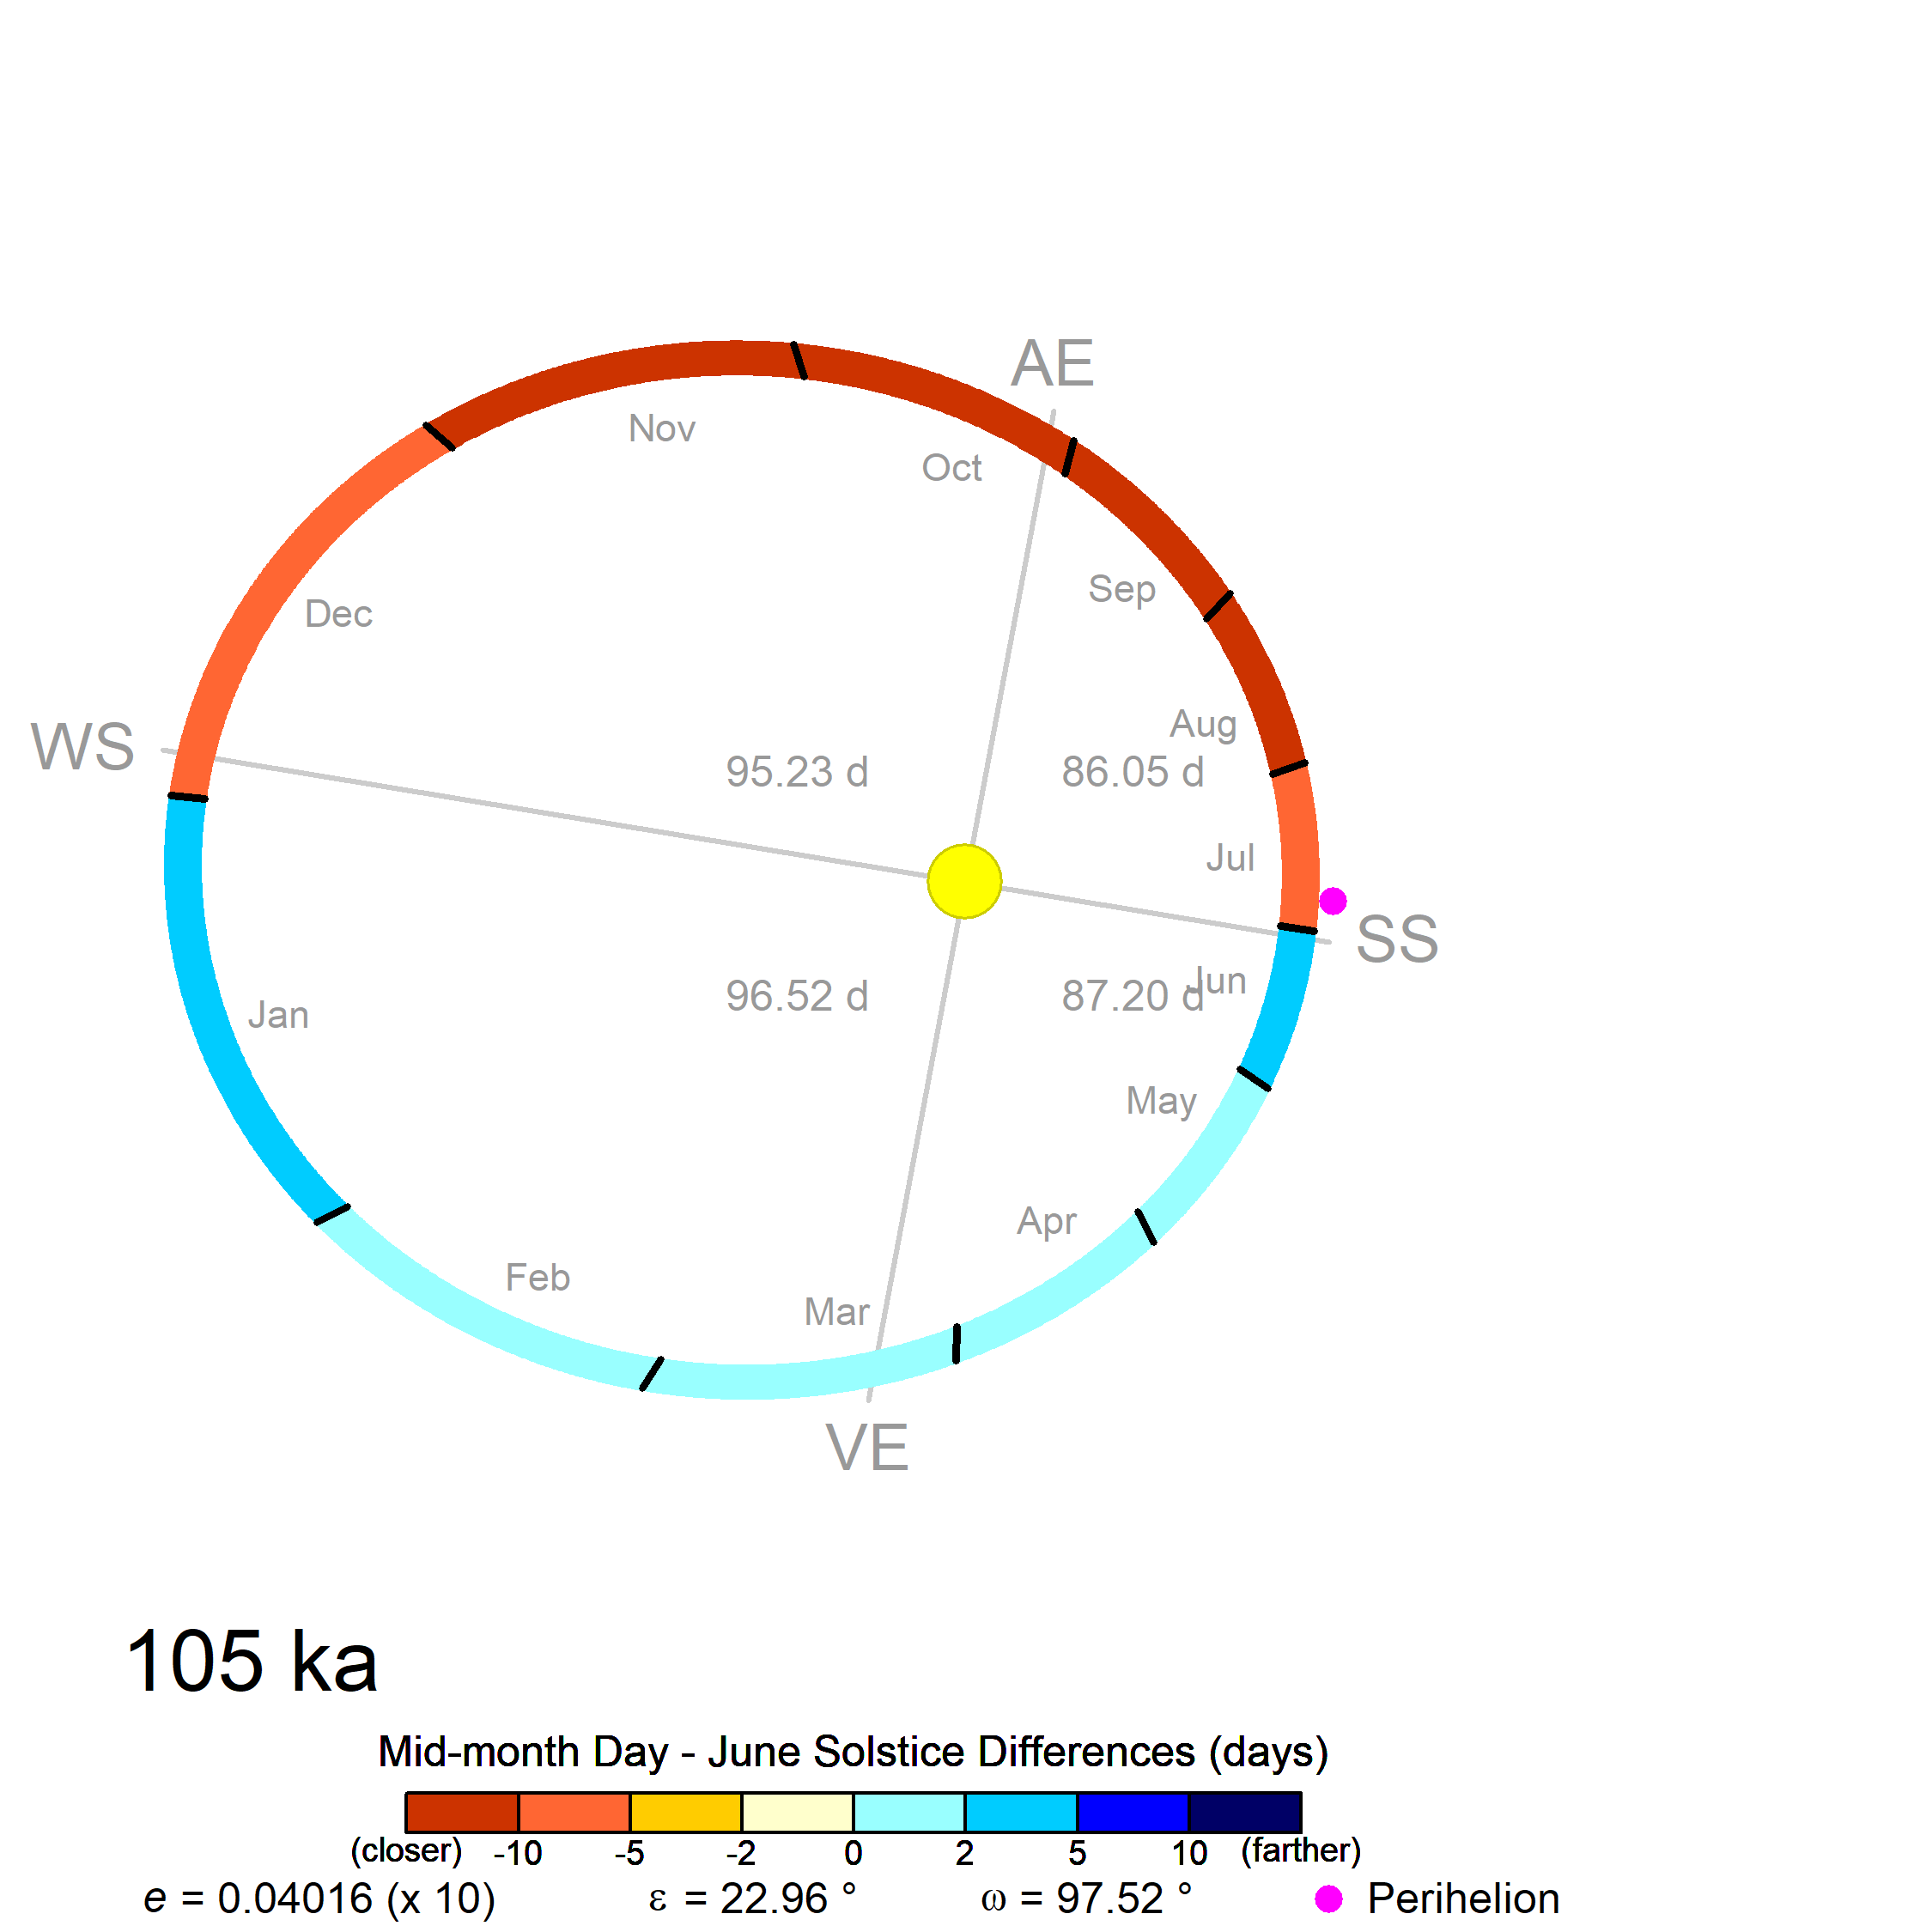 AE
Nov
Oct
Sep
Dec
Aug
WS
95.23 d
86.05 d
Jul
SS
Jun
96.52 d
87.20 d
Jan
May
Apr
Feb
Mar
VE
105 ka
Mid-month Day - June Solstice Differences (days)
(closer) -10 -5 -2 0 2 5 10 (farther)
e = 0.04016 (x 10) ε = 22.96 ° ω = 97.52 ° Perihelion